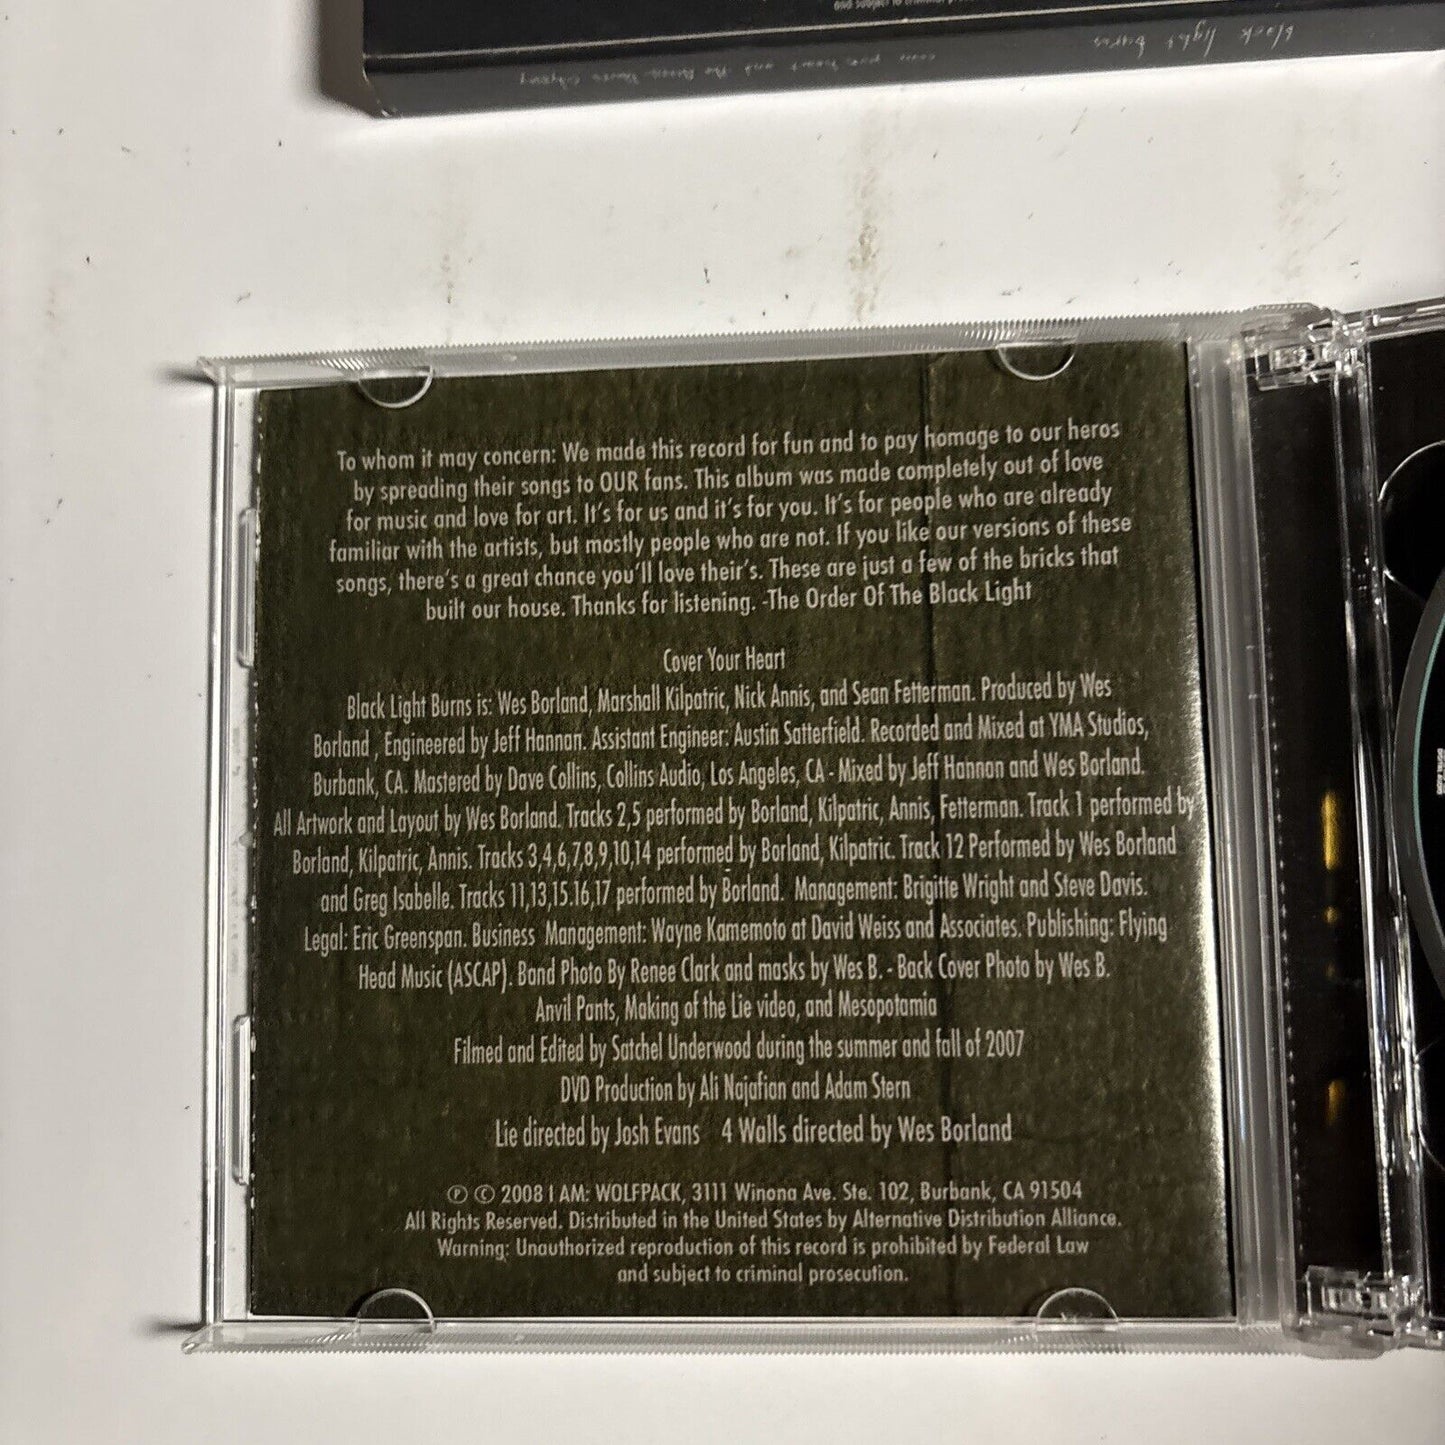 and subject to criminal
black light burns
cover your heart and the Anvil Pants Odyssey
To whom it may concern: We made this record for fun and to pay homage to our heros
by spreading their songs to OUR fans. This album was made completely out of love
for music and love for art. It's for us and it's for you. It's for people who are already
familiar with the artists, but mostly people who are not. If you like our versions of these
songs, there's a great chance you'll love their's. These are just a few of the bricks that
built our house. Thanks for listening. -The Order Of The Black Light
Cover Your Heart
Black Light Burns is: Wes Borland, Marshall Kilpatric, Nick Annis, and Sean Fetterman. Produced by Wes
Borland , Engineered by Jeff Hannan. Assistant Engineer: Austin Satterfield. Recorded and Mixed at YMA Studios,
Burbank, CA. Mastered by Dave Collins, Collins Audio, Los Angeles, CA - Mixed by Jeff Hannan and Wes Borland.
All Artwork and Layout by Wes Borland. Tracks 2,5 performed by Borland, Kilpatric, Annis, Fetterman. Track 1 performed by
Borland, Kilpatric, Annis. Tracks 3,4,6,7,8,9,10,14 performed by Borland, Kilpatric. Track 12 Performed by Wes Borland
and Greg Isabelle. Tracks 11,13,15.16,17 performed by Borland. Management: Brigitte Wright and Steve Davis.
Legal: Eric Greenspan. Business Management: Wayne Kamemoto at David Weiss and Associates. Publishing: Flying
Head Music (ASCAP). Band Photo By Renee Clark and masks by Wes B. - Back Cover Photo by Wes B.
Anvil Pants, Making of the Lie video, and Mesopotamia
Filmed and Edited by Satchel Underwood during the summer and fall of 2007
DVD Production by Ali Najafian and Adam Stern
Lie directed by Josh Evans 4 Walls directed by Wes Borland
℗ © 2008 I AM: WOLFPACK, 3111 Winona Ave. Ste. 102, Burbank, CA 91504
All Rights Reserved. Distributed in the United States by Alternative Distribution Alliance.
Warning: Unauthorized reproduction of this record is prohibited by Federal Law
and subject to criminal prosecution.